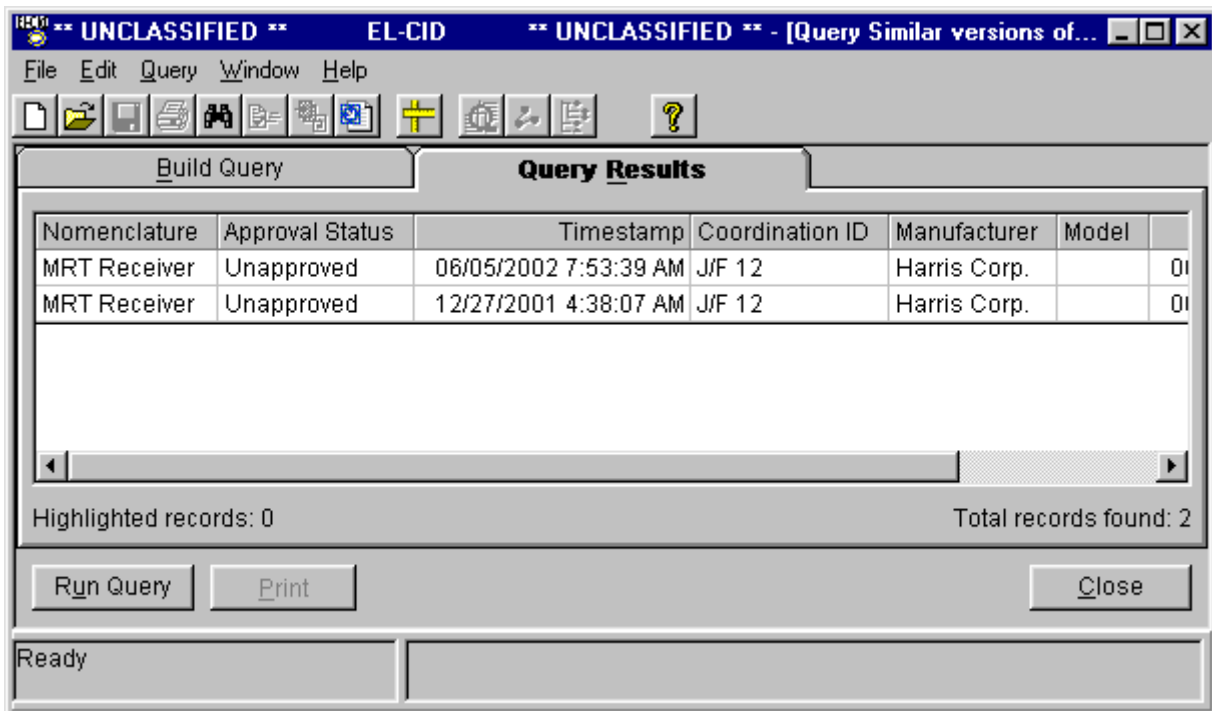 ** UNCLASSIFIED ** EL-CID ** UNCLASSIFIED ** - [Query Similar versions of...
File Edit Query Window Help
Build Query Query Results
Nomenclature Approval Status Timestamp Coordination ID Manufacturer Model
MRT Receiver Unapproved 06/05/2002 7:53:39 AM J/F 12 Harris Corp.
MRT Receiver Unapproved 12/27/2001 4:38:07 AM J/F 12 Harris Corp.
Highlighted records: 0 Total records found: 2
Run Query Print Close
Ready